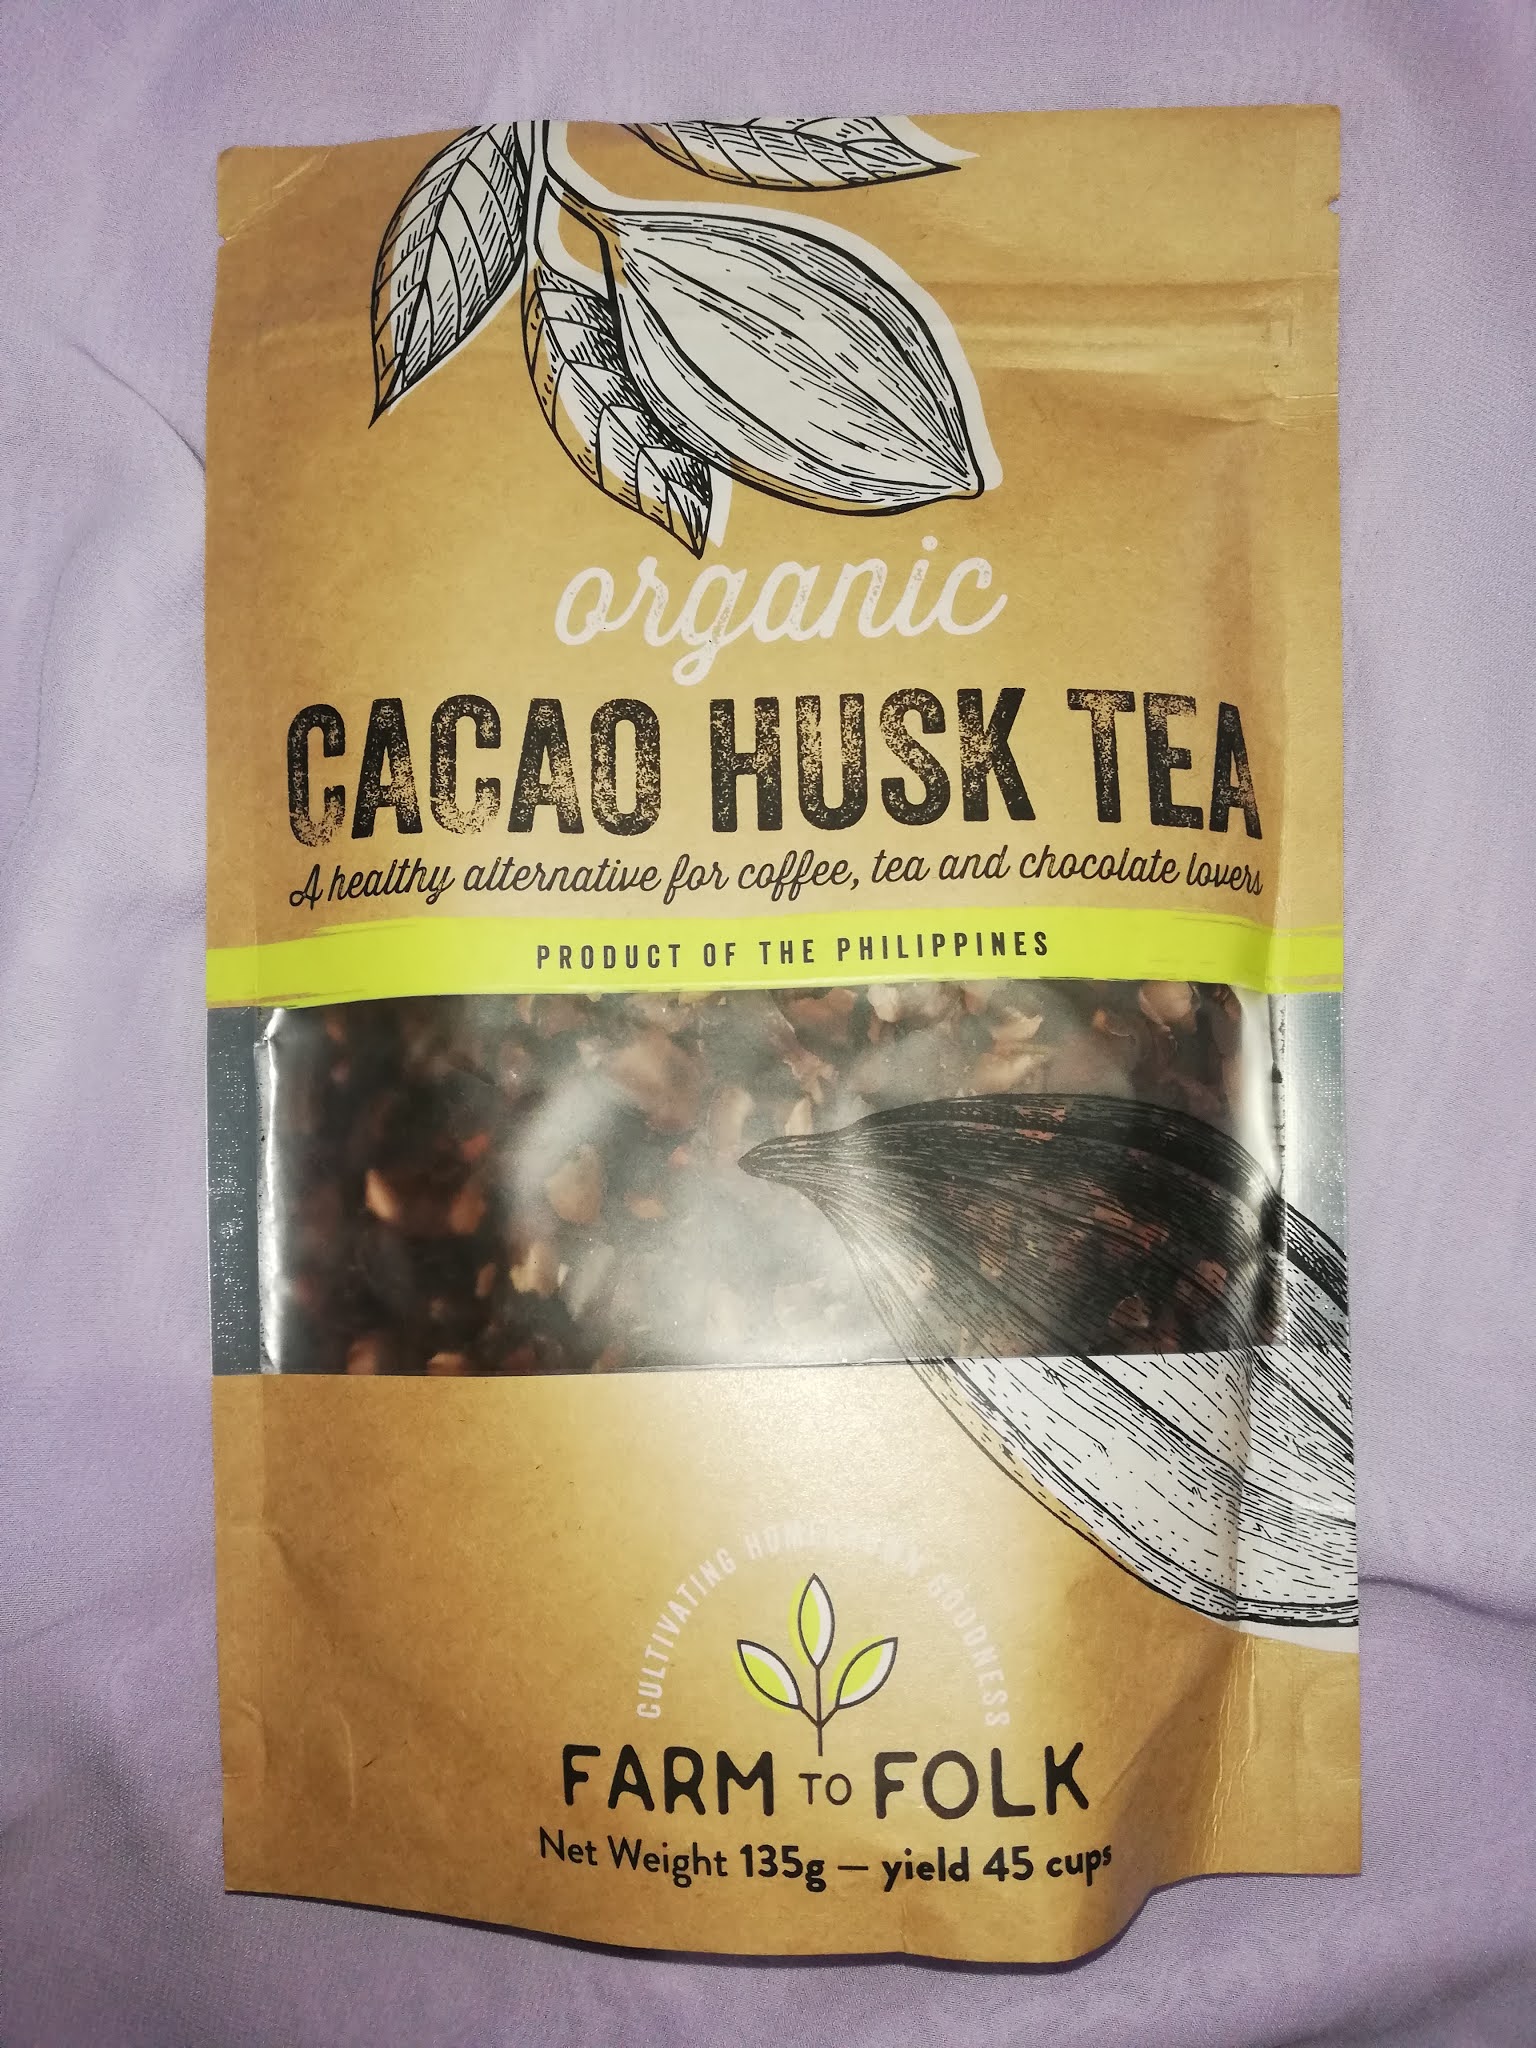 organic
CACAO HUSK TEA
A healthy alternative for coffee, tea and chocolate lovers
PRODUCT OF THE PHILIPPINES
CULTIVATING HOMEGROWN GOODNESS
FARM TO FOLK
Net Weight 135g — yield 45 cups